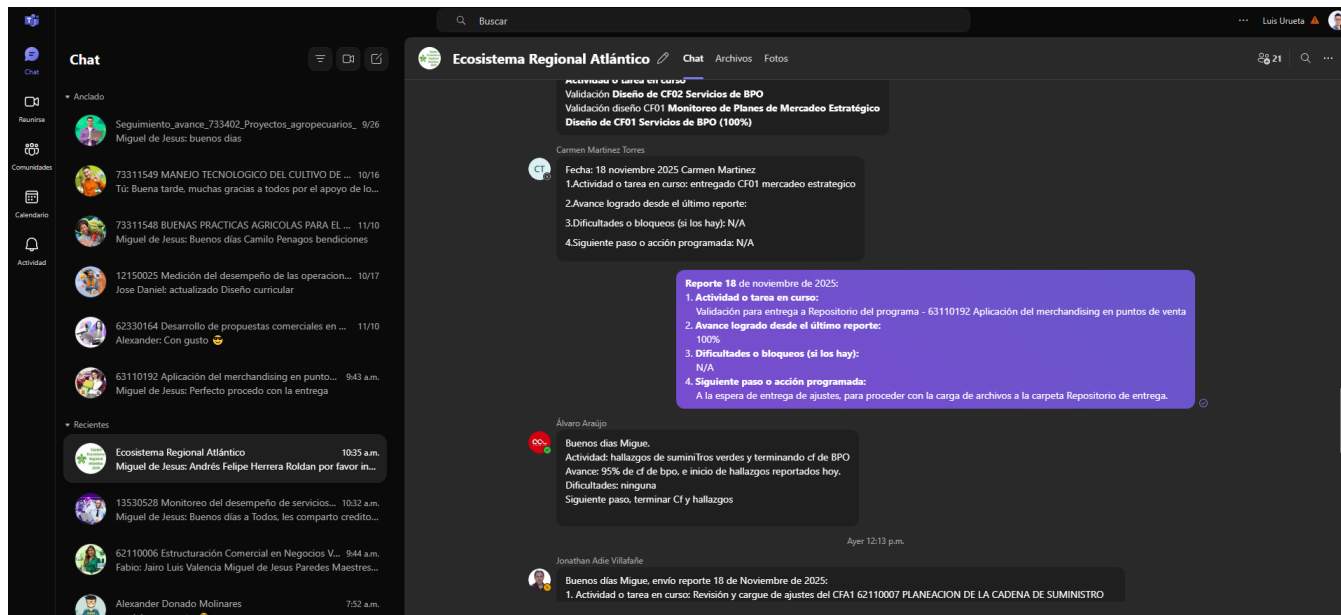 Buscar
Luis Urueta
Chat
Reunirse
Comunidades
Calendario
Actividad
Chat
Anclado
Seguimiento_avance_733402_Proyectos_agropecuarios_ 9/26
Miguel de Jesus: buenos dias
73311549 MANEJO TECNOLOGICO DEL CULTIVO DE ... 10/16
Tú: Buena tarde, muchas gracias a todos por el apoyo de lo...
73311548 BUENAS PRACTICAS AGRICOLAS PARA EL ... 11/10
Miguel de Jesus: Buenos días Camilo Penagos bendiciones
12150025 Medición del desempeño de las operacion... 10/17
Jose Daniel: actualizado Diseño curricular
62330164 Desarrollo de propuestas comerciales en ... 11/10
Alexander: Con gusto 😎
63110192 Aplicación del merchandising en punto... 9:43 a.m.
Miguel de Jesus: Perfecto procedo con la entrega
Recientes
Ecosistema Regional Atlántico 10:35 a.m.
Miguel de Jesus: Andrés Felipe Herrera Roldan por favor in...
13530528 Monitoreo del desempeño de servicios... 10:32 a.m.
Miguel de Jesus: Buenos días a Todos, les comparto credito...
62110006 Estructuración Comercial en Negocios V... 9:44 a.m.
Fabio: Jairo Luis Valencia Miguel de Jesus Paredes Maestres...
Alexander Donado Molinares 7:52 a.m.
Ecosistema Regional Atlántico
Chat Archivos Fotos
21
Actividad o tarea en curso
Validación Diseño de CF02 Servicios de BPO
Validación diseño CF01 Monitoreo de Planes de Mercadeo Estratégico
Diseño de CF01 Servicios de BPO (100%)
Carmen Martinez Torres
CT
Fecha: 18 noviembre 2025 Carmen Martinez
1.Actividad o tarea en curso: entregado CF01 mercadeo estrategico
2.Avance logrado desde el último reporte:
3.Dificultades o bloqueos (si los hay): N/A
4.Siguiente paso o acción programada: N/A
Reporte 18 de noviembre de 2025:
1. Actividad o tarea en curso:
Validación para entrega a Repositorio del programa - 63110192 Aplicación del merchandising en puntos de venta
2. Avance logrado desde el último reporte:
100%
3. Dificultades o bloqueos (si los hay):
N/A
4. Siguiente paso o acción programada:
A la espera de entrega de ajustes, para proceder con la carga de archivos a la carpeta Repositorio de entrega.
Álvaro Araújo
Buenos dias Migue.
Actividad: hallazgos de suminiTros verdes y terminando cf de BPO
Avance: 95% de cf de bpo, e inicio de hallazgos reportados hoy.
Dificultades: ninguna
Siguiente paso, terminar Cf y hallazgos
Ayer 12:13 p.m.
Jonathan Adie Villafañe
Buenos días Migue, envío reporte 18 de Noviembre de 2025:
1. Actividad o tarea en curso: Revisión y cargue de ajustes del CFA1 62110007 PLANEACION DE LA CADENA DE SUMINISTRO